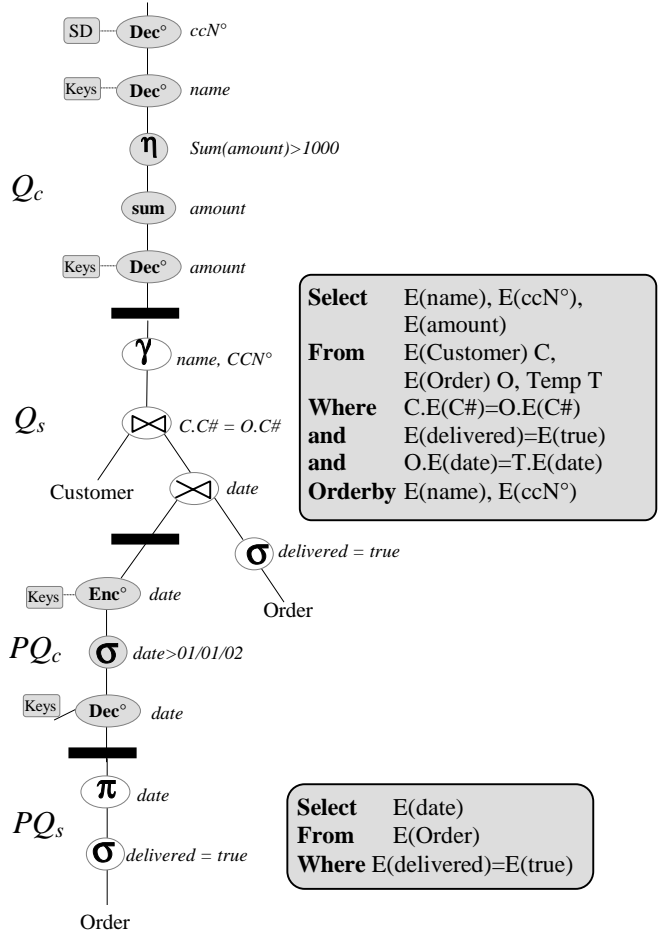 SD Dec° ccN°
Keys Dec° name
η Sum(amount)>1000
Qc
sum amount
Keys Dec° amount
γ name, CCN°
Qs
C.C# = O.C#
Customer
date
σ delivered = true
Order
Keys Enc° date
PQc
σ date>01/01/02
Keys Dec° date
π date
PQs
σ delivered = true
Order
Select E(name), E(ccN°),
E(amount)
From E(Customer) C,
E(Order) O, Temp T
Where C.E(C#)=O.E(C#)
and E(delivered)=E(true)
and O.E(date)=T.E(date)
Orderby E(name), E(ccN°)
Select E(date)
From E(Order)
Where E(delivered)=E(true)